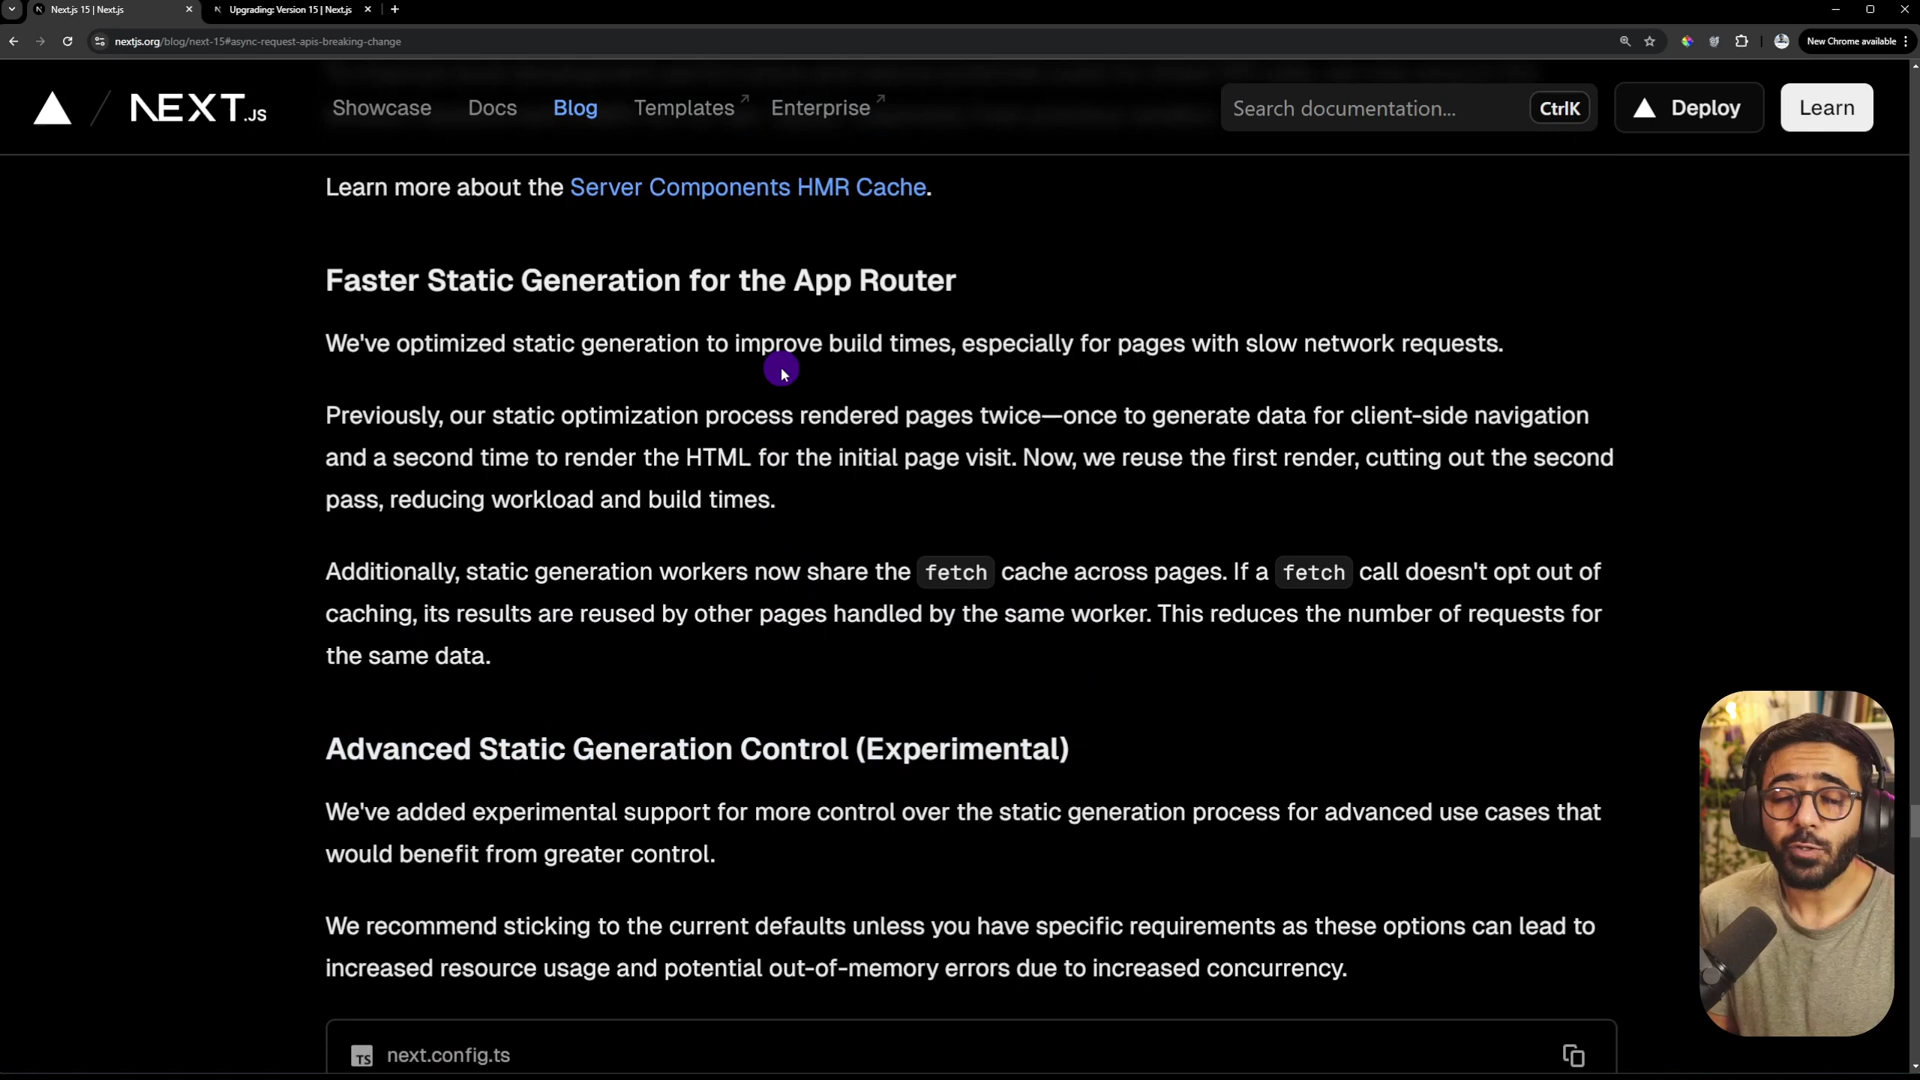 Next.js 15 | Next.js
Upgrading: Version 15 | Next.js
nextjs.org/blog/next-15#async-request-apis-breaking-change
New Chrome available
NEXT.JS
Showcase
Docs
Blog
Templates
Enterprise
Search documentation...
CtrlK
Deploy
Learn
Learn more about the Server Components HMR Cache.
Faster Static Generation for the App Router
We've optimized static generation to improve build times, especially for pages with slow network requests.
Previously, our static optimization process rendered pages twice—once to generate data for client-side navigation
and a second time to render the HTML for the initial page visit. Now, we reuse the first render, cutting out the second
pass, reducing workload and build times.
Additionally, static generation workers now share the fetch cache across pages. If a fetch call doesn't opt out of
caching, its results are reused by other pages handled by the same worker. This reduces the number of requests for
the same data.
Advanced Static Generation Control (Experimental)
We've added experimental support for more control over the static generation process for advanced use cases that
would benefit from greater control.
We recommend sticking to the current defaults unless you have specific requirements as these options can lead to
increased resource usage and potential out-of-memory errors due to increased concurrency.
TS next.config.ts